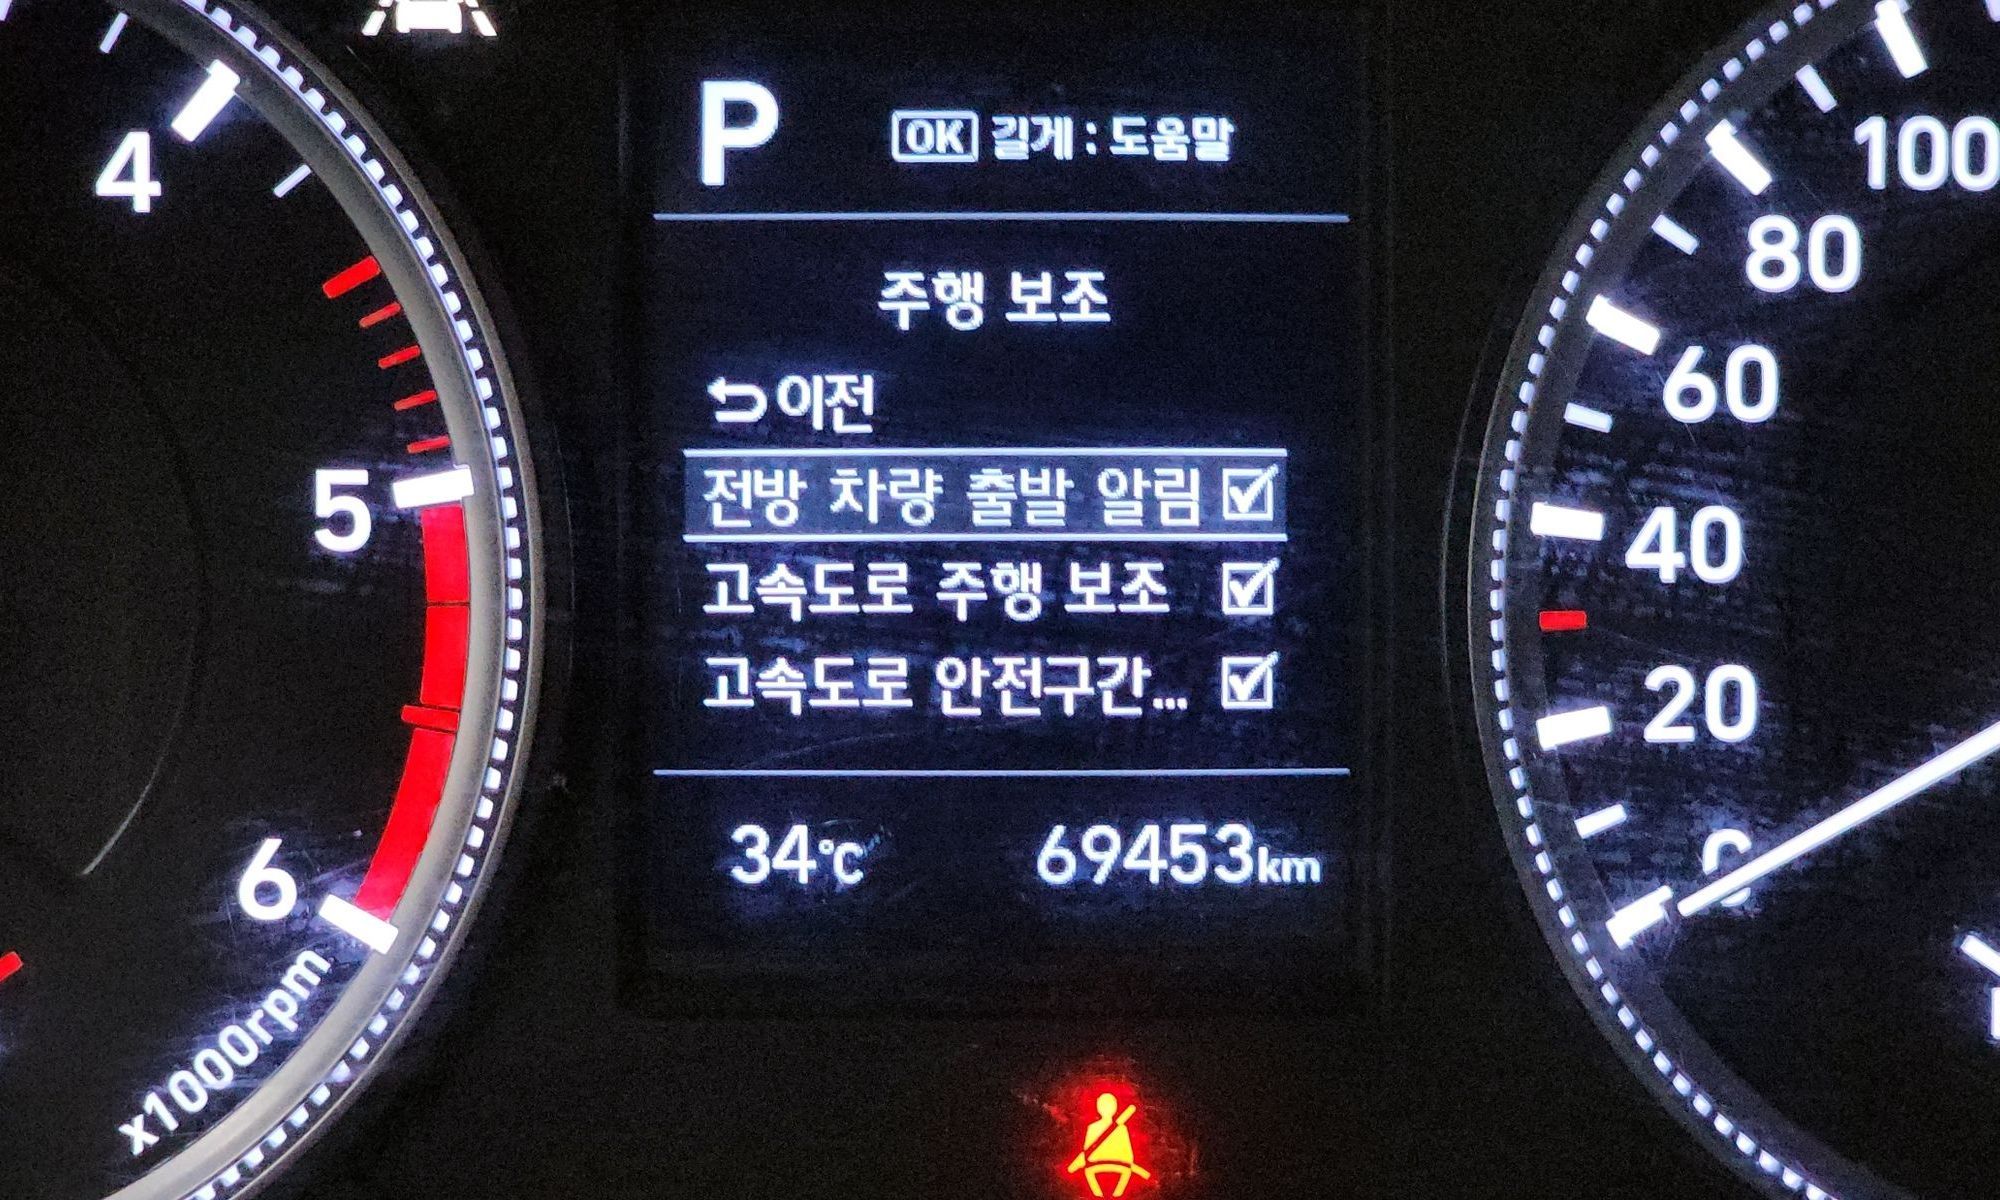 P
OK 길게 : 도움말
주행 보조
이전
전방 차량 출발 알림
고속도로 주행 보조
고속도로 안전구간...
34℃ 69453km
4
5
6
x1000rpm
100
80
60
40
20
0